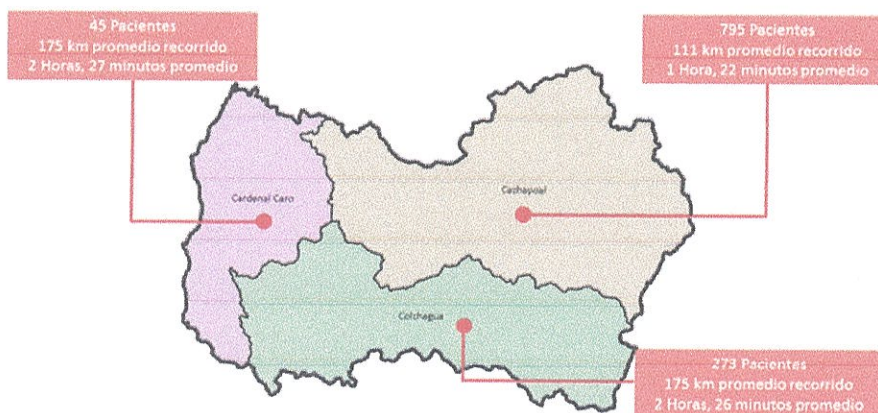 45 Pacientes
175 km promedio recorrido
2 Horas, 27 minutos promedio
795 Pacientes
111 km promedio recorrido
1 Hora, 22 minutos promedio
Cardenal Caro
Cachapoal
Colchagua
273 Pacientes
175 km promedio recorrido
2 Horas, 26 minutos promedio